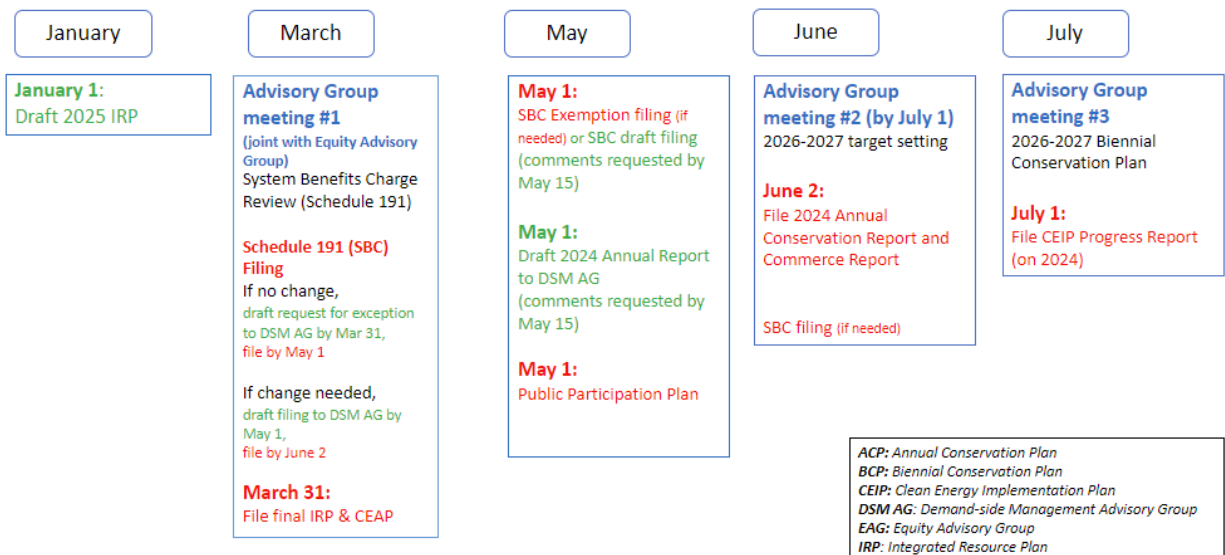 January
January 1:
Draft 2025 IRP
March
Advisory Group
meeting #1
(joint with Equity Advisory
Group)
System Benefits Charge
Review (Schedule 191)
Schedule 191 (SBC)
Filing
If no change,
draft request for exception
to DSM AG by Mar 31,
file by May 1
If change needed,
draft filing to DSM AG by
May 1,
file by June 2
March 31:
File final IRP & CEAP
May
May 1:
SBC Exemption filing (if
needed) or SBC draft filing
(comments requested by
May 15)
May 1:
Draft 2024 Annual Report
to DSM AG
(comments requested by
May 15)
May 1:
Public Participation Plan
June
Advisory Group
meeting #2 (by July 1)
2026-2027 target setting
June 2:
File 2024 Annual
Conservation Report and
Commerce Report
SBC filing (if needed)
July
Advisory Group
meeting #3
2026-2027 Biennial
Conservation Plan
July 1:
File CEIP Progress Report
(on 2024)
ACP: Annual Conservation Plan
BCP: Biennial Conservation Plan
CEIP: Clean Energy Implementation Plan
DSM AG: Demand-side Management Advisory Group
EAG: Equity Advisory Group
IRP: Integrated Resource Plan